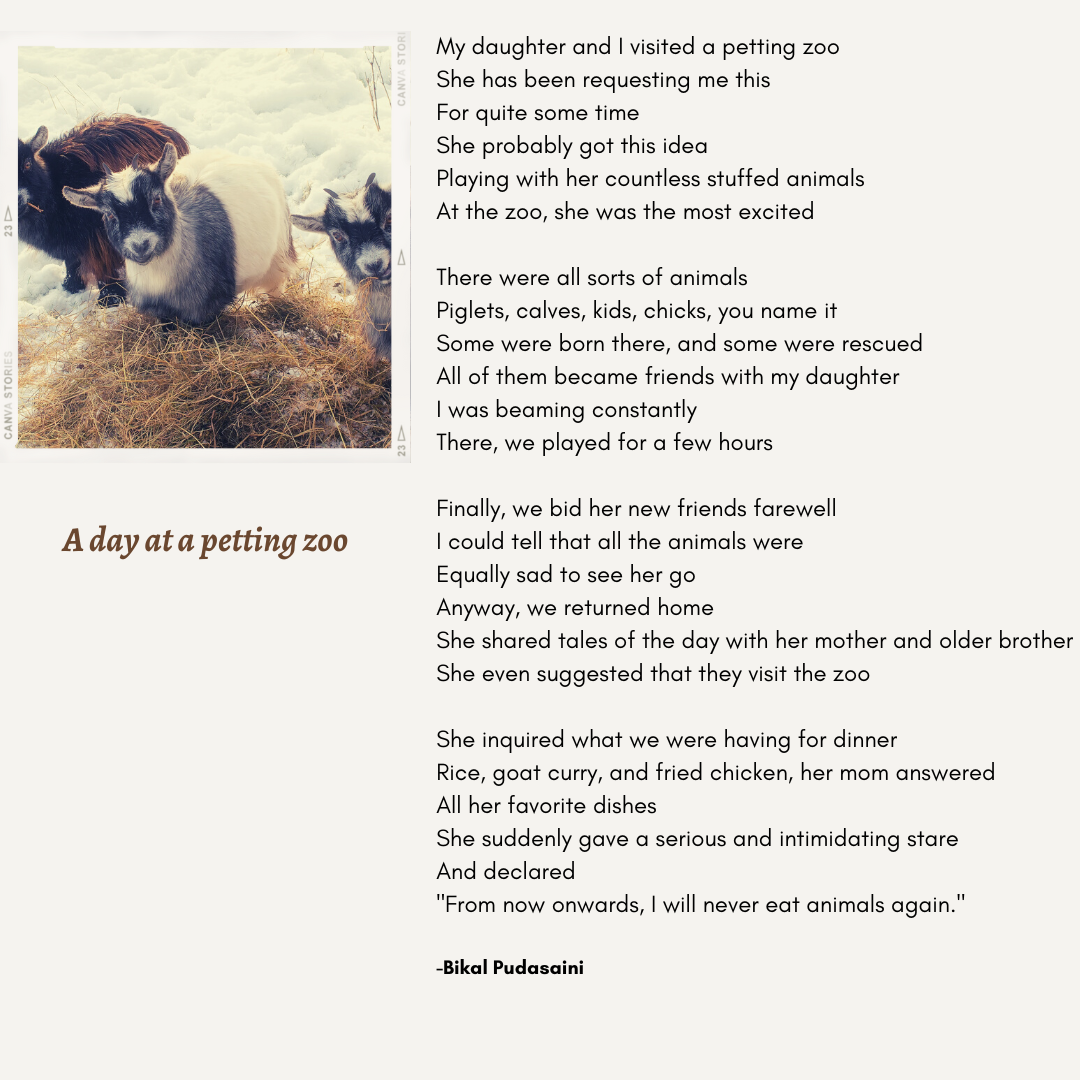 CANVA STORI
23
CANVA STORIES
23
A day at a petting zoo
My daughter and I visited a petting zoo
She has been requesting me this
For quite some time
She probably got this idea
Playing with her countless stuffed animals
At the zoo, she was the most excited
There were all sorts of animals
Piglets, calves, kids, chicks, you name it
Some were born there, and some were rescued
All of them became friends with my daughter
I was beaming constantly
There, we played for a few hours
Finally, we bid her new friends farewell
I could tell that all the animals were
Equally sad to see her go
Anyway, we returned home
She shared tales of the day with her mother and older brother
She even suggested that they visit the zoo
She inquired what we were having for dinner
Rice, goat curry, and fried chicken, her mom answered
All her favorite dishes
She suddenly gave a serious and intimidating stare
And declared
"From now onwards, I will never eat animals again."
-Bikal Pudasaini